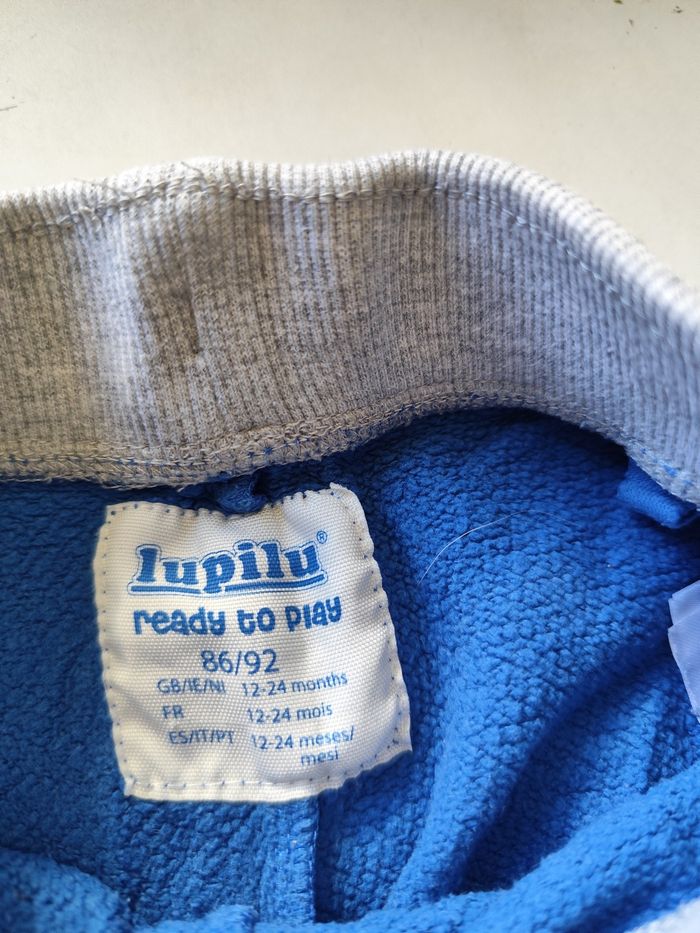 lupilu®
ready to play
86/92
GB/IE/NI 12-24 months
FR 12-24 mois
ES/IT/PT 12-24 meses/
mesi